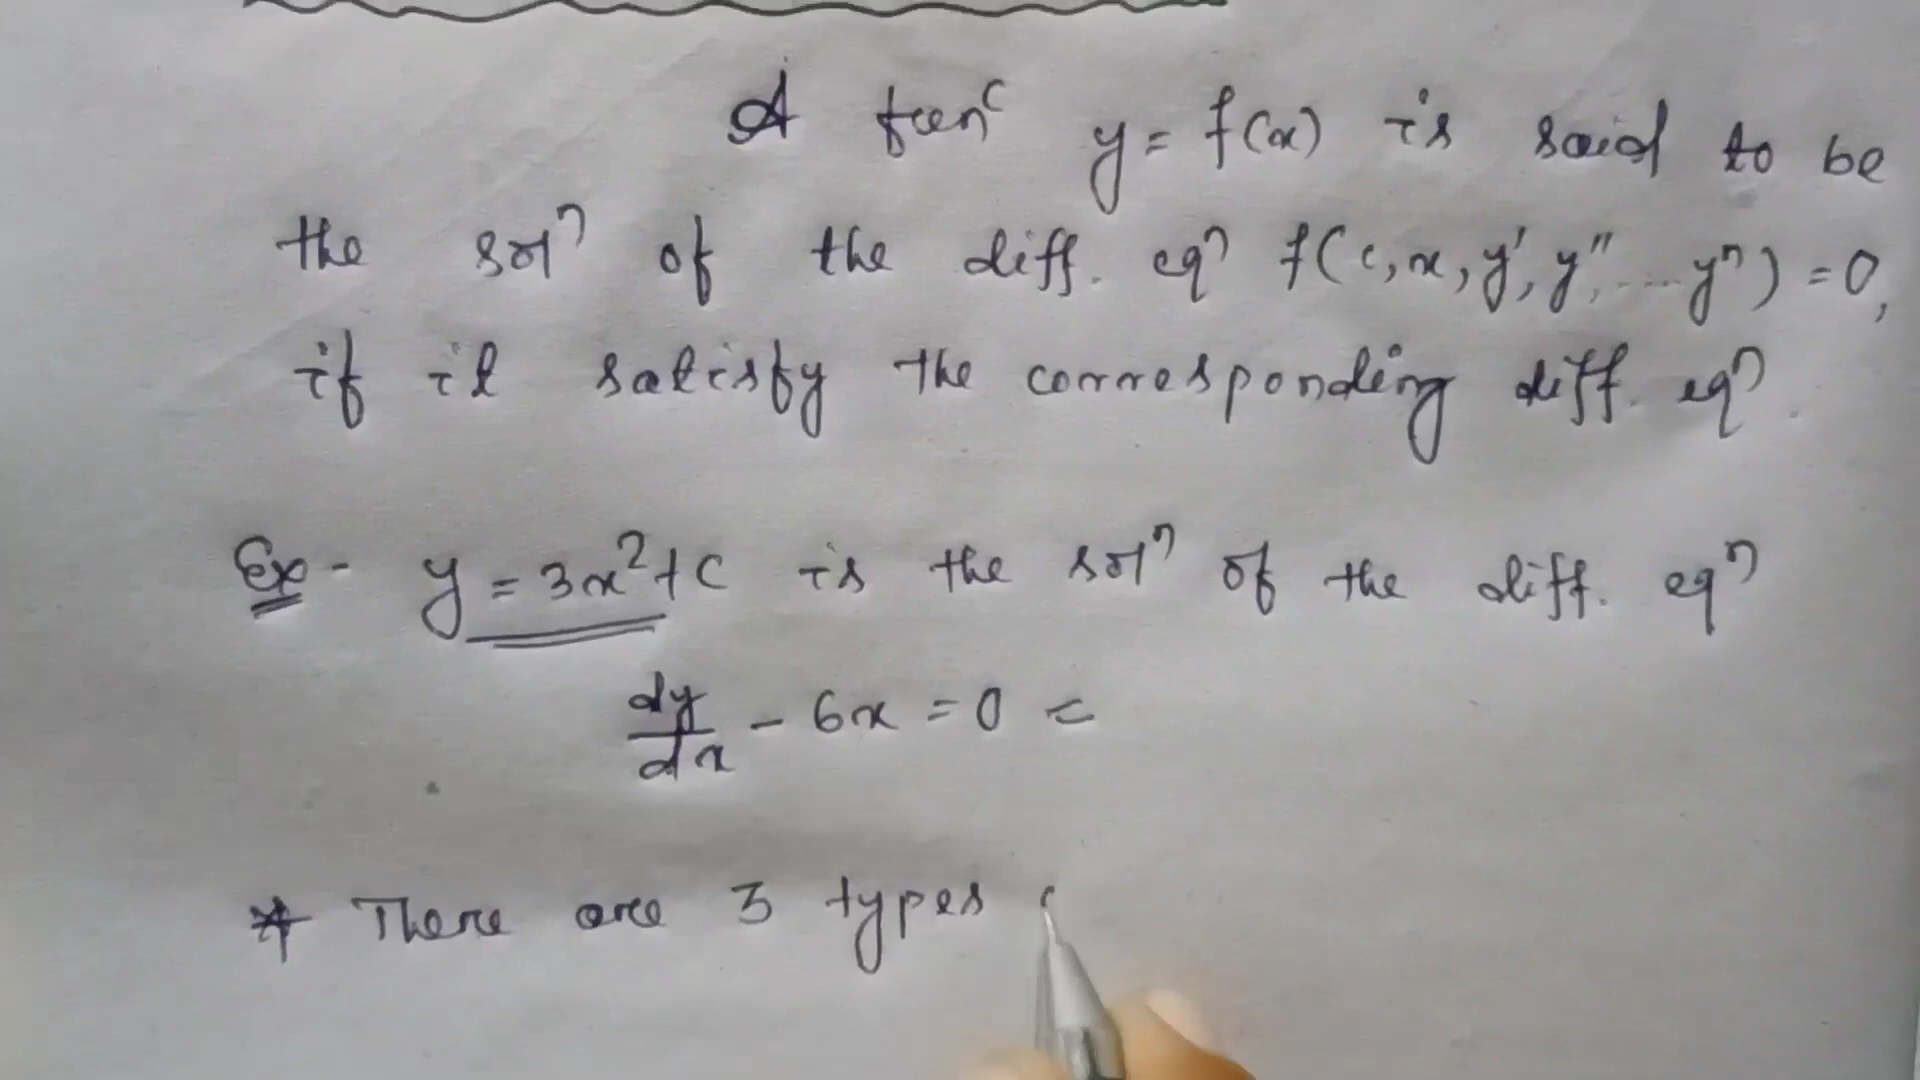 A func y = f(x) is said to be
the solⁿ of the diff. eqⁿ f(c, x, y', y'', ... yⁿ) = 0,
if it satisfy the corresponding diff. eqⁿ.
Ex - y = 3x² + c is the solⁿ of the diff. eqⁿ
dy/dx - 6x = 0 =
* There are 3 types